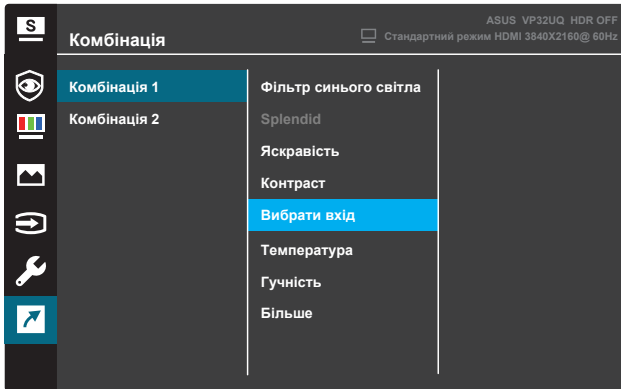 S
ASUS VP32UQ HDR OFF
Комбінація
Стандартний режим HDMI 3840X2160@ 60Hz
Комбінація 1
Фільтр синього світла
Комбінація 2
Splendid
Яскравість
Контраст
Вибрати вхід
Температура
Гучність
Більше